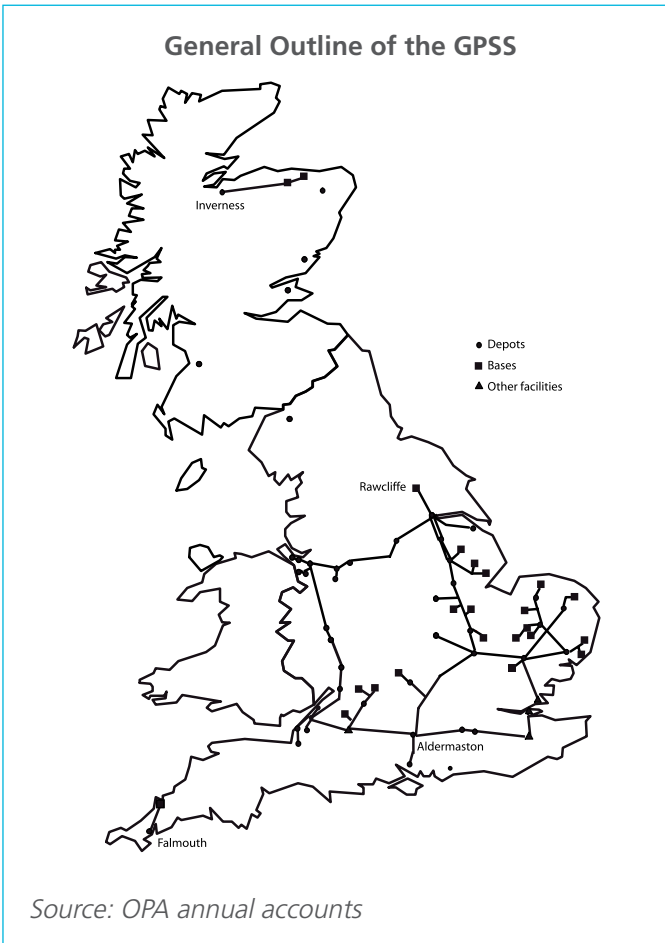 General Outline of the GPSS
Inverness
Depots
Bases
Other facilities
Rawcliffe
Aldermaston
Falmouth
Source: OPA annual accounts